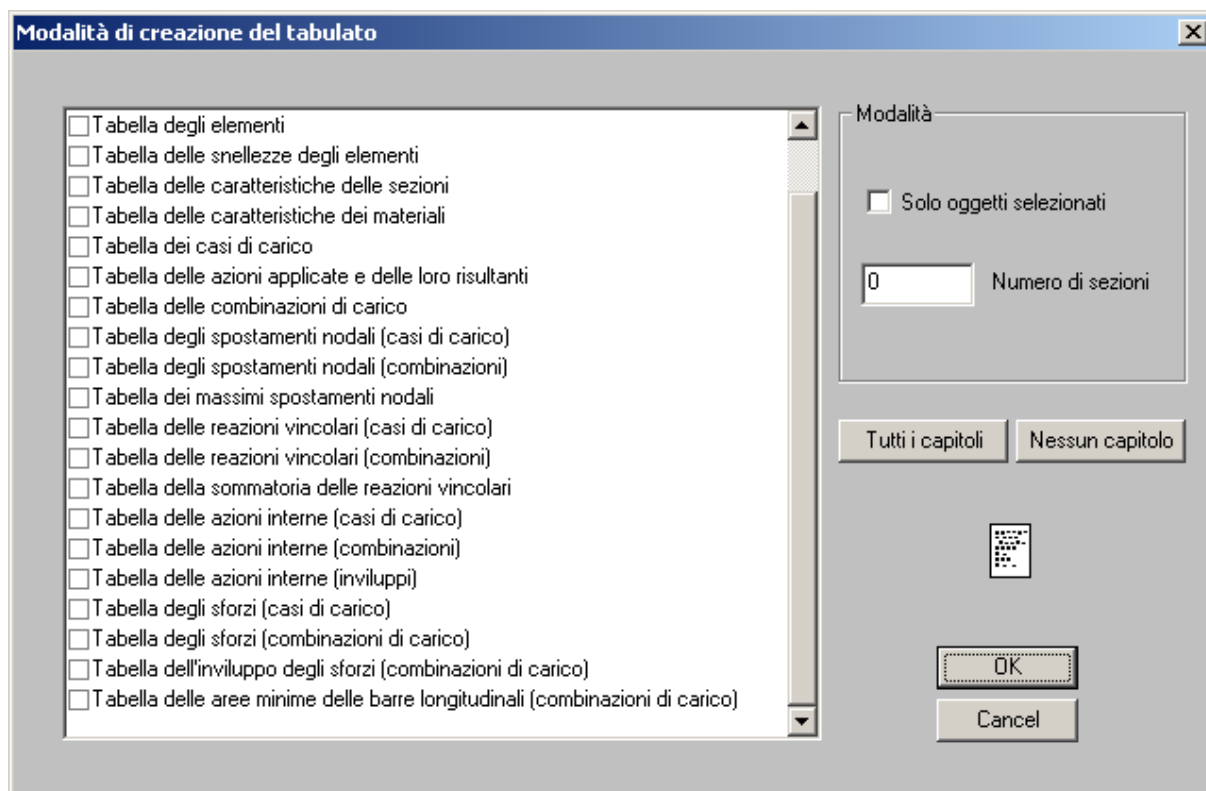 Modalità di creazione del tabulato
Tabella degli elementi
Tabella delle snellezze degli elementi
Tabella delle caratteristiche delle sezioni
Tabella delle caratteristiche dei materiali
Tabella dei casi di carico
Tabella delle azioni applicate e delle loro risultanti
Tabella delle combinazioni di carico
Tabella degli spostamenti nodali (casi di carico)
Tabella degli spostamenti nodali (combinazioni)
Tabella dei massimi spostamenti nodali
Tabella delle reazioni vincolari (casi di carico)
Tabella delle reazioni vincolari (combinazioni)
Tabella della sommatoria delle reazioni vincolari
Tabella delle azioni interne (casi di carico)
Tabella delle azioni interne (combinazioni)
Tabella delle azioni interne (inviluppi)
Tabella degli sforzi (casi di carico)
Tabella degli sforzi (combinazioni di carico)
Tabella dell'inviluppo degli sforzi (combinazioni di carico)
Tabella delle aree minime delle barre longitudinali (combinazioni di carico)
Modalità
Solo oggetti selezionati
0 Numero di sezioni
Tutti i capitoli Nessun capitolo
OK
Cancel